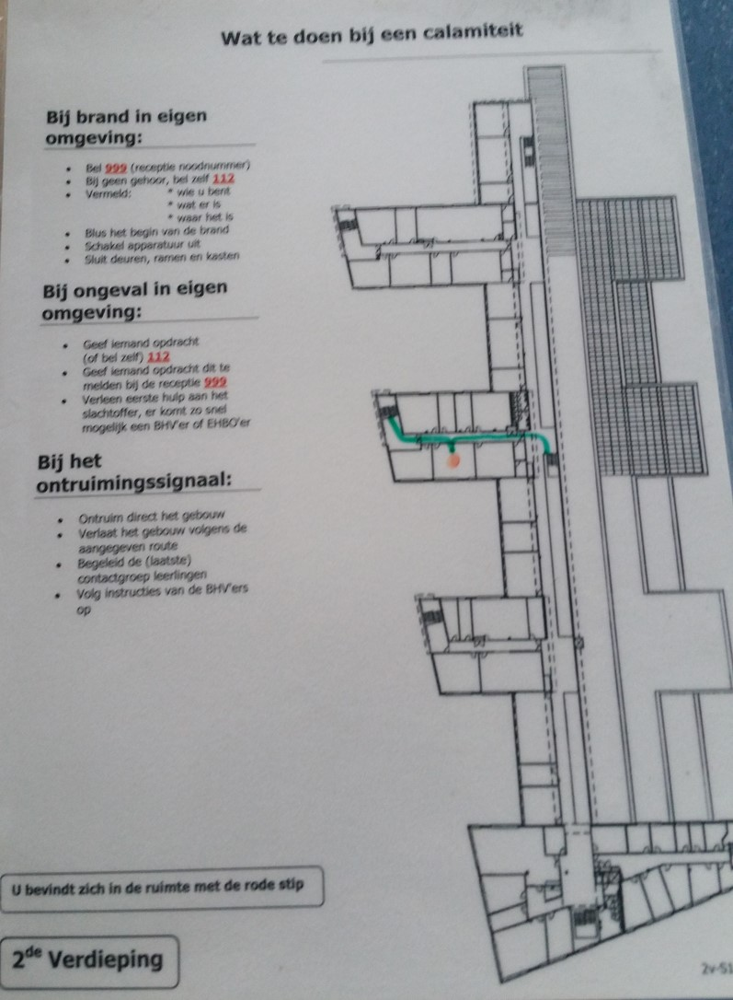 Wat te doen bij een calamiteit
Bij brand in eigen
omgeving:
• Bel 999 (receptie noodnummer)
• Bij geen gehoor, bel zelf 112
• Vermeld: * wie u bent
* wat er is
* waar het is
• Blus het begin van de brand
• Schakel apparatuur uit
• Sluit deuren, ramen en kasten
Bij ongeval in eigen
omgeving:
• Geef iemand opdracht
(of bel zelf) 112
• Geef iemand opdracht dit te
melden bij de receptie 999
• Verleen eerste hulp aan het
slachtoffer, er komt zo snel
mogelijk een BHV'er of EHBO'er
Bij het
ontruimingssignaal:
• Ontruim direct het gebouw
• Verlaat het gebouw volgens de
aangegeven route
• Begeleid de (laatste)
contactgroep leerlingen
• Volg instructies van de BHV'ers
op
U bevindt zich in de ruimte met de rode stip
2de Verdieping
2v-51